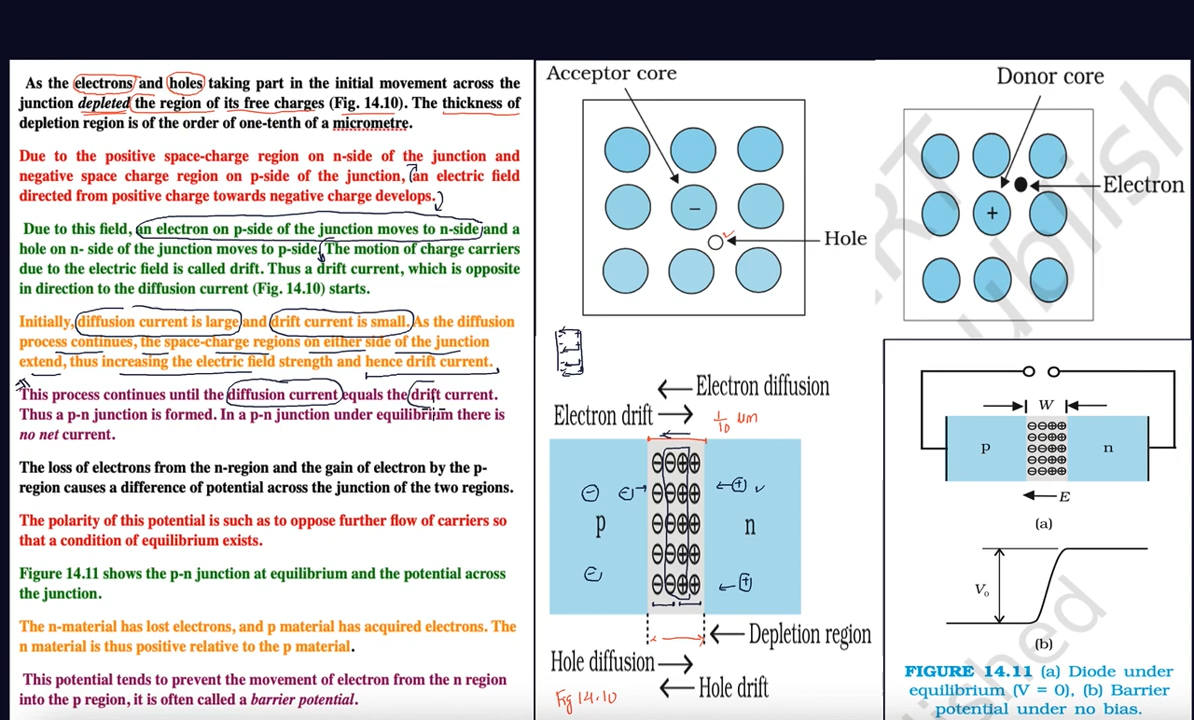 As the electrons and holes taking part in the initial movement across the
junction depleted the region of its free charges (Fig. 14.10). The thickness of
depletion region is of the order of one-tenth of a micrometre.
Due to the positive space-charge region on n-side of the junction and
negative space charge region on p-side of the junction, an electric field
directed from positive charge towards negative charge develops.
Due to this field, an electron on p-side of the junction moves to n-side and a
hole on n- side of the junction moves to p-side. The motion of charge carriers
due to the electric field is called drift. Thus a drift current, which is opposite
in direction to the diffusion current (Fig. 14.10) starts.
Initially, diffusion current is large and drift current is small. As the diffusion
process continues, the space-charge regions on either side of the junction
extend, thus increasing the electric field strength and hence drift current.
This process continues until the diffusion current equals the drift current.
Thus a p-n junction is formed. In a p-n junction under equilibrium there is
no net current.
The loss of electrons from the n-region and the gain of electron by the p-
region causes a difference of potential across the junction of the two regions.
The polarity of this potential is such as to oppose further flow of carriers so
that a condition of equilibrium exists.
Figure 14.11 shows the p-n junction at equilibrium and the potential across
the junction.
The n-material has lost electrons, and p material has acquired electrons. The
n material is thus positive relative to the p material.
This potential tends to prevent the movement of electron from the n region
into the p region, it is often called a barrier potential.
Acceptor core
−
Hole
Donor core
Electron
+
Electron diffusion
Electron drift
1/10 μm
p
n
Depletion region
Hole diffusion
Hole drift
Fig 14.10
W
p
n
E
(a)
V₀
(b)
FIGURE 14.11 (a) Diode under
equilibrium (V = 0), (b) Barrier
potential under no bias.
ublish
shed